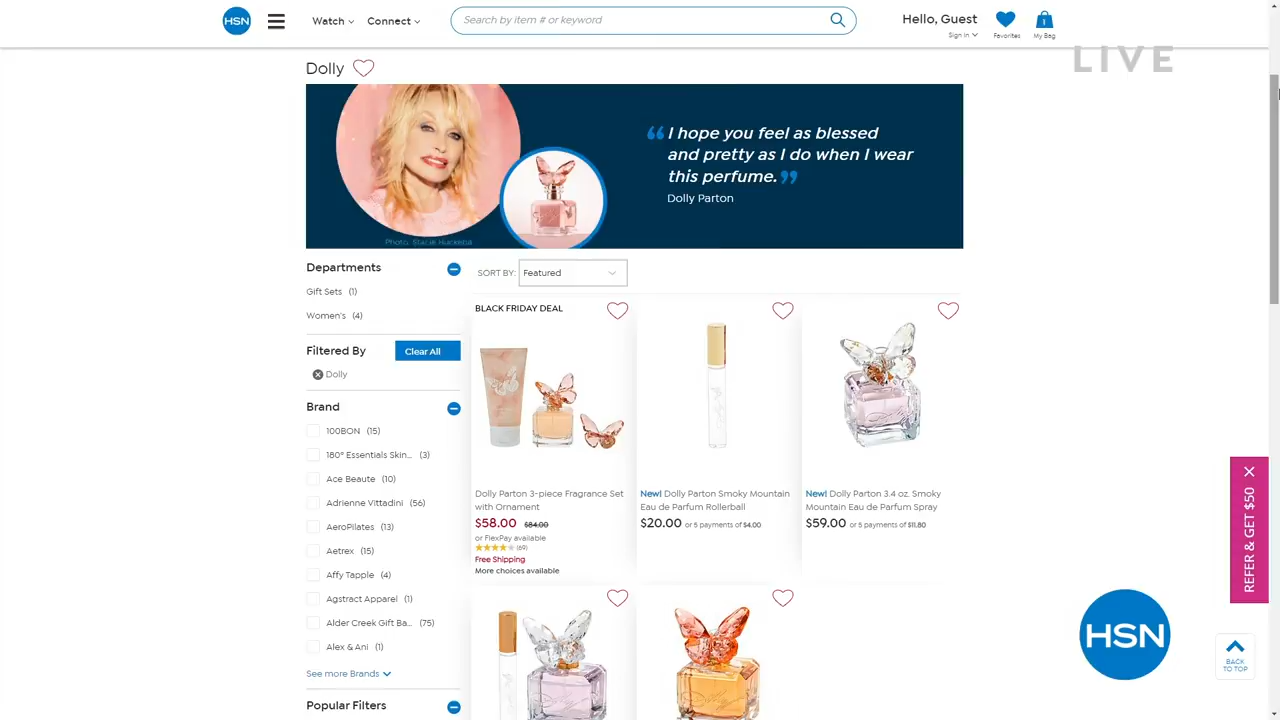 HSN
Watch
Connect
Search by item # or keyword
Hello, Guest
Sign in
Favorites
1
My Bag
LIVE
Dolly
“ I hope you feel as blessed
and pretty as I do when I wear
this perfume. ”
Dolly Parton
Photo: Stacie Huckeba
Departments
Gift Sets (1)
Women's (4)
Filtered By
Clear All
Dolly
Brand
100BON (15)
180° Essentials Skin... (3)
Ace Beaute (10)
Adrienne Vittadini (56)
AeroPilates (13)
Aetrex (15)
Affy Tapple (4)
Agstract Apparel (1)
Alder Creek Gift Ba... (75)
Alex & Ani (1)
See more Brands
Popular Filters
SORT BY: Featured
BLACK FRIDAY DEAL
Dolly Parton 3-piece Fragrance Set
with Ornament
$58.00 $84.00
or FlexPay available
(69)
Free Shipping
More choices available
New! Dolly Parton Smoky Mountain
Eau de Parfum Rollerball
$20.00 or 5 payments of $4.00
New! Dolly Parton 3.4 oz. Smoky
Mountain Eau de Parfum Spray
$59.00 or 5 payments of $11.80
REFER & GET $50
HSN
BACK
TO TOP